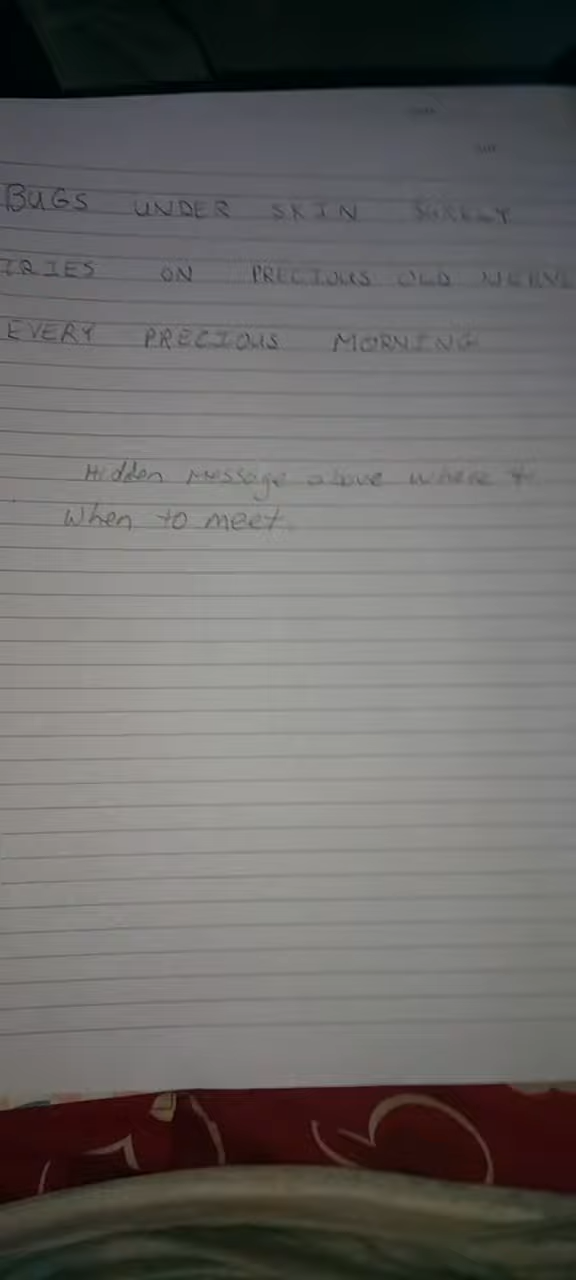 BUGS UNDER SKIN SURELY
TRIES ON PRECIOUS OLD NERVE
EVERY PRECIOUS MORNING
Hidden message above where &
When to meet.